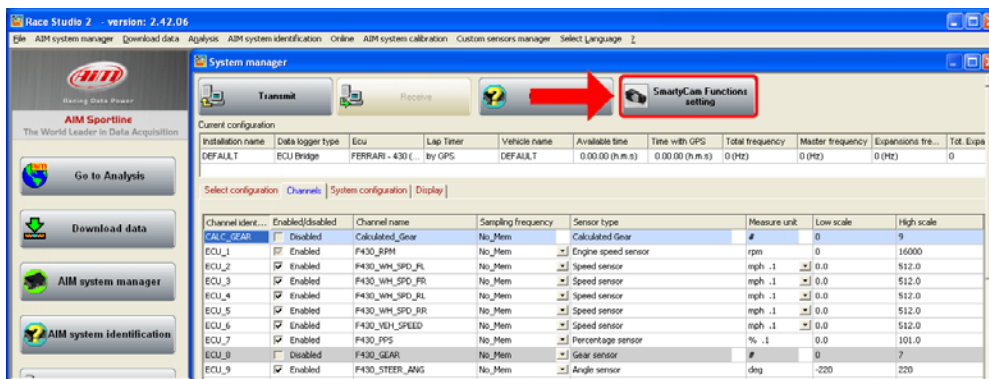 Race Studio 2 - version: 2.42.06
File AIM system manager Download data Analysis AIM system identification Online AIM system calibration Custom sensors manager Select Language ?
AIM
Racing Data Power
AIM Sportline
The World Leader in Data Acquisition
Go to Analysis
Download data
AIM system manager
AIM system identification
System manager
Transmit Receive SmartyCam Functions
setting
Current configuration
Installation name Data logger type Ecu Lap Timer Vehicle name Available time Time with GPS Total frequency Master frequency Expansions fre... Tot. Expa
DEFAULT ECU Bridge FERRARI - 430 (... by GPS DEFAULT 0:00.00 (h.m.s) 0:00.00 (h.m.s) 0 (Hz) 0 (Hz) 0 (Hz) 0
Select configuration Channels System configuration Display
Channel ident... Enabled/disabled Channel name Sampling frequency Sensor type Measure unit Low scale High scale
CALC_GEAR Disabled Calculated_Gear No_Mem Calculated Gear # 0 9
ECU_1 Enabled F430_RPM No_Mem Engine speed sensor rpm 0 16000
ECU_2 Enabled F430_WH_SPD_FL No_Mem Speed sensor mph .1 0.0 512.0
ECU_3 Enabled F430_WH_SPD_FR No_Mem Speed sensor mph .1 0.0 512.0
ECU_4 Enabled F430_WH_SPD_RL No_Mem Speed sensor mph .1 0.0 512.0
ECU_5 Enabled F430_WH_SPD_RR No_Mem Speed sensor mph .1 0.0 512.0
ECU_6 Enabled F430_VEH_SPEED No_Mem Speed sensor mph .1 0.0 512.0
ECU_7 Enabled F430_PPS No_Mem Percentage sensor % .1 0.0 101.0
ECU_8 Disabled F430_GEAR No_Mem Gear sensor # 0 7
ECU_9 Enabled F430_STEER_ANG No_Mem Angle sensor deg -220 220